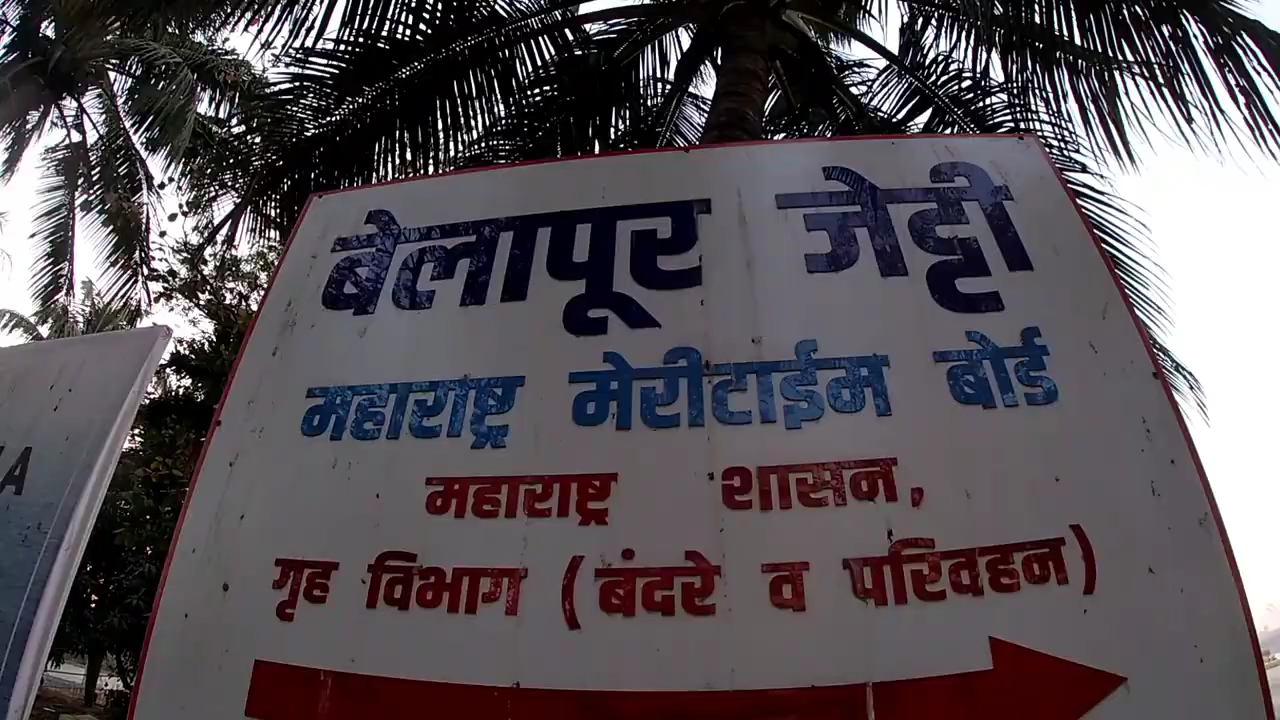 बेलापूर जेट्टी
महाराष्ट्र मेरीटाईम बोर्ड
महाराष्ट्र शासन,
गृह विभाग (बंदरे व परिवहन)